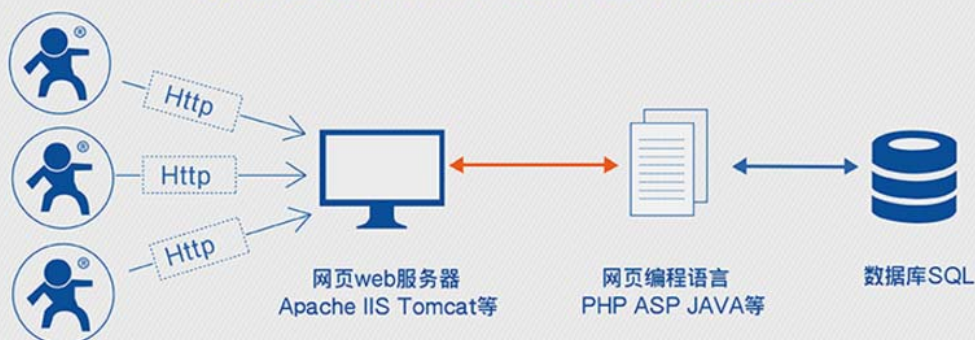 ®
Http
®
Http
®
Http
网页web服务器
Apache IIS Tomcat等
网页编程语言
PHP ASP JAVA等
数据库SQL